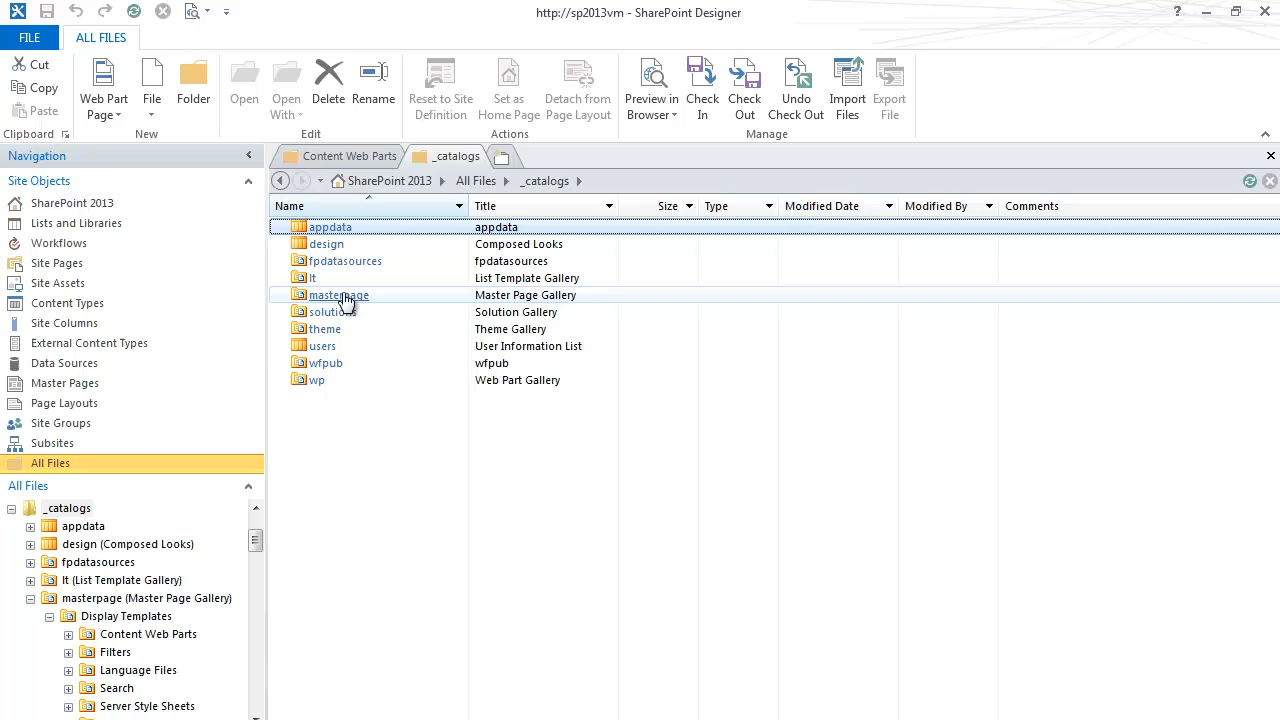 http://sp2013vm - SharePoint Designer
?
FILE
ALL FILES
Cut
Copy
Paste
Clipboard
Web Part Page
File
Folder
New
Open
Open With
Delete
Rename
Edit
Reset to Site Definition
Set as Home Page
Detach from Page Layout
Actions
Preview in Browser
Check In
Check Out
Undo Check Out
Import Files
Export File
Manage
Navigation
Content Web Parts
_catalogs
Site Objects
SharePoint 2013
All Files
_catalogs
Name
Title
Size
Type
Modified Date
Modified By
Comments
SharePoint 2013
Lists and Libraries
Workflows
Site Pages
Site Assets
Content Types
Site Columns
External Content Types
Data Sources
Master Pages
Page Layouts
Site Groups
Subsites
All Files
appdata appdata
design Composed Looks
fpdatasources fpdatasources
lt List Template Gallery
masterpage Master Page Gallery
solutions Solution Gallery
theme Theme Gallery
users User Information List
wfpub wfpub
wp Web Part Gallery
All Files
_catalogs
appdata
design (Composed Looks)
fpdatasources
lt (List Template Gallery)
masterpage (Master Page Gallery)
Display Templates
Content Web Parts
Filters
Language Files
Search
Server Style Sheets